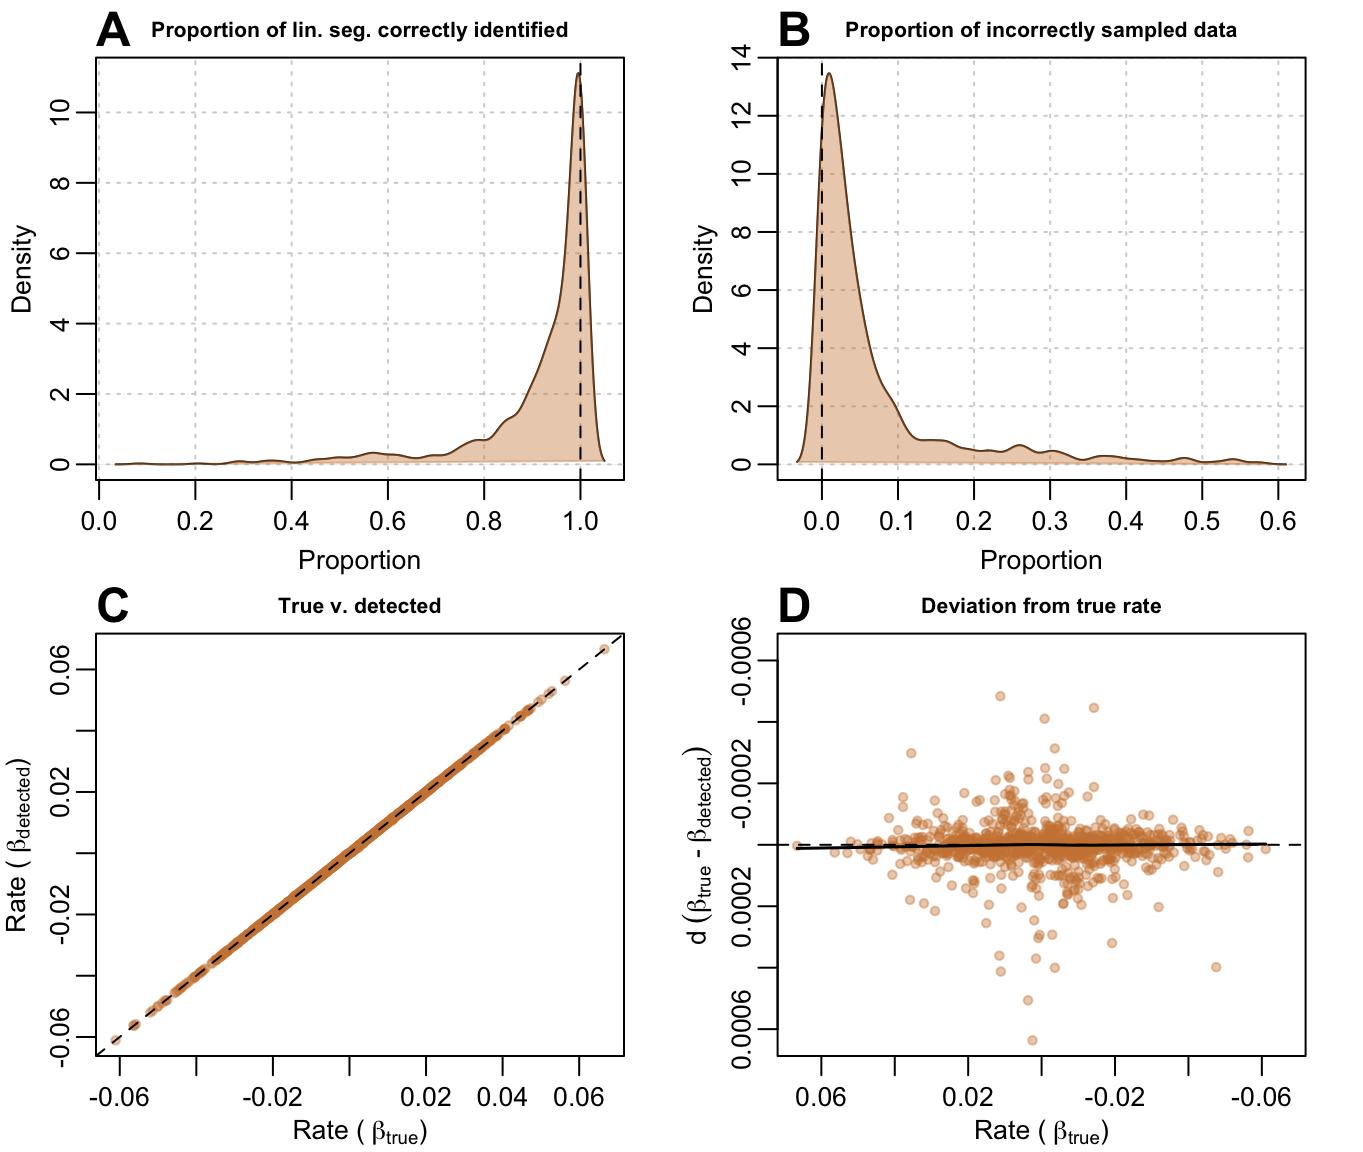 A Proportion of lin. seg. correctly identified
Density
0 2 4 6 8 10
0.0 0.2 0.4 0.6 0.8 1.0
Proportion
B Proportion of incorrectly sampled data
Density
0 2 4 6 8 10 12 14
0.0 0.1 0.2 0.3 0.4 0.5 0.6
Proportion
C True v. detected
Rate ( βdetected)
-0.06 -0.02 0.02 0.06
-0.06 -0.02 0.02 0.04 0.06
Rate ( βtrue)
D Deviation from true rate
d (βtrue - βdetected)
0.0006 0.0002 -0.0002 -0.0006
0.06 0.02 -0.02 -0.06
Rate ( βtrue)